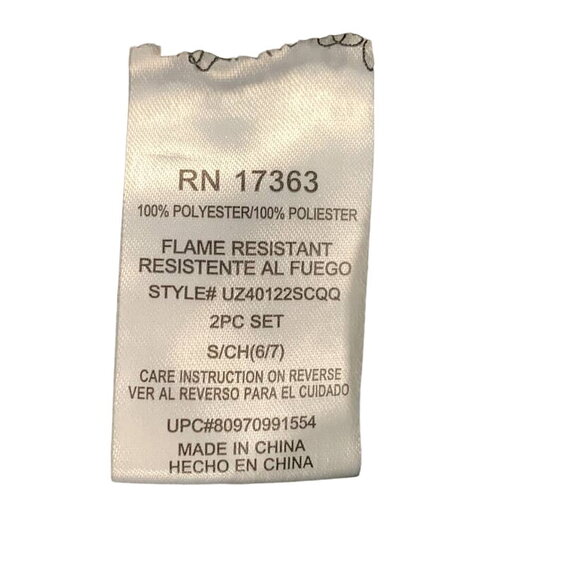 RN 17363
100% POLYESTER/100% POLIESTER
FLAME RESISTANT
RESISTENTE AL FUEGO
STYLE# UZ40122SCQQ
2PC SET
S/CH(6/7)
CARE INSTRUCTION ON REVERSE
VER AL REVERSO PARA EL CUIDADO
UPC#80970991554
MADE IN CHINA
HECHO EN CHINA